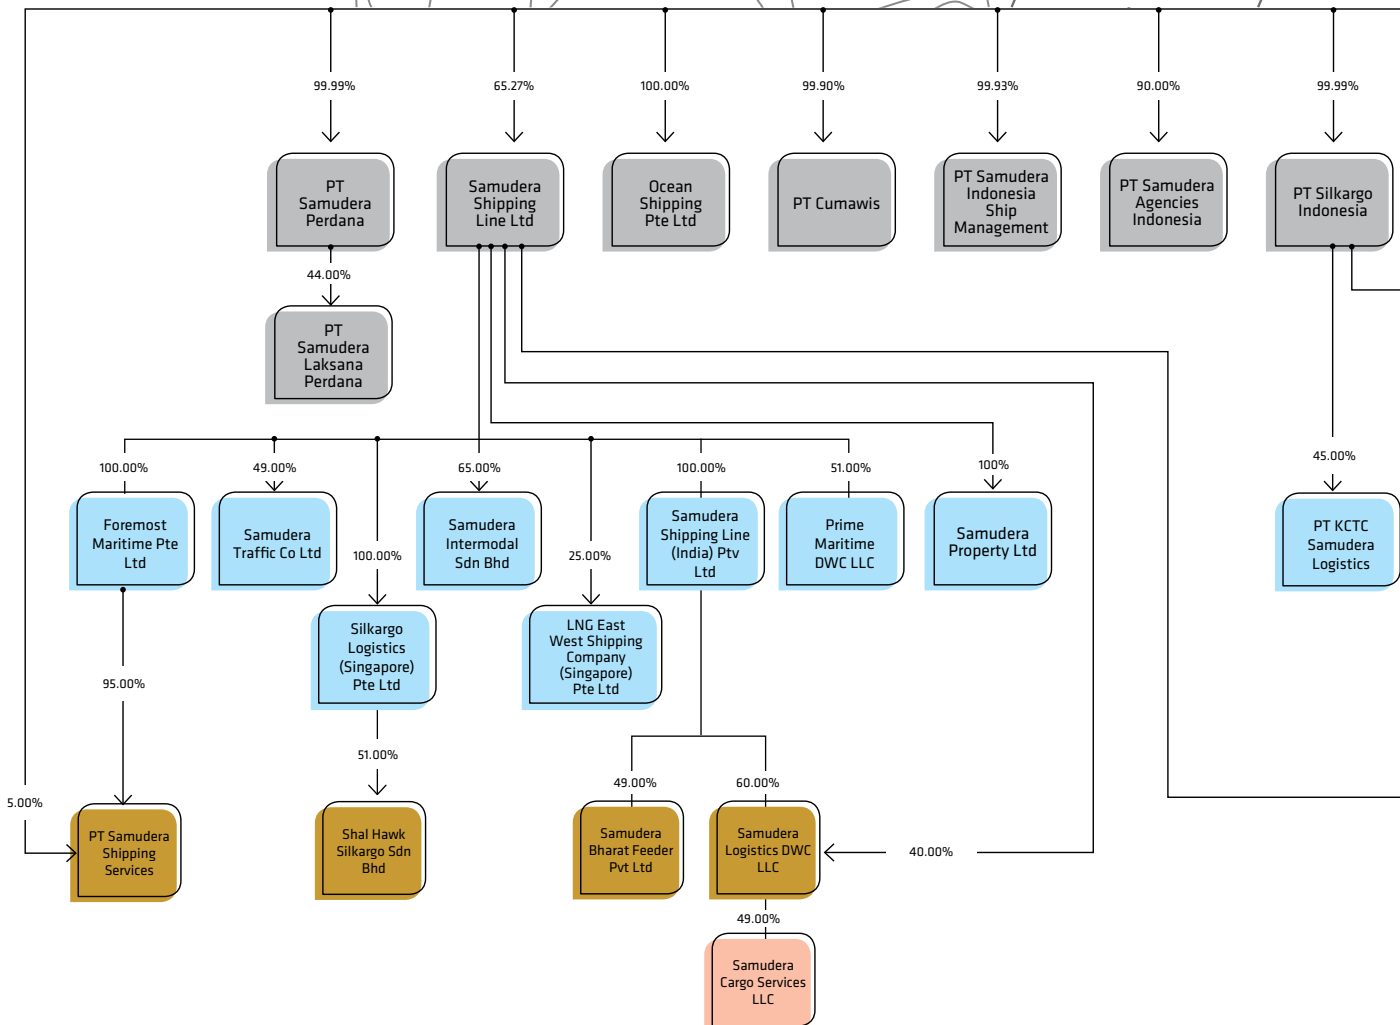 99.99%
65.27%
100.00%
99.90%
99.93%
90.00%
99.99%
PT
Samudera
Perdana
Samudera
Shipping
Line Ltd
Ocean
Shipping
Pte Ltd
PT Cumawis
PT Samudera
Indonesia
Ship
Management
PT Samudera
Agencies
Indonesia
PT Silkargo
Indonesia
44.00%
PT
Samudera
Laksana
Perdana
100.00%
49.00%
65.00%
100.00%
51.00%
100%
45.00%
Foremost
Maritime Pte
Ltd
Samudera
Traffic Co Ltd
100.00%
Samudera
Intermodal
Sdn Bhd
25.00%
Samudera
Shipping Line
(India) Ptv
Ltd
Prime
Maritime
DWC LLC
Samudera
Property Ltd
PT KCTC
Samudera
Logistics
Silkargo
Logistics
(Singapore)
Pte Ltd
LNG East
West Shipping
Company
(Singapore)
Pte Ltd
95.00%
51.00%
49.00%
60.00%
5.00%
PT Samudera
Shipping
Services
Shal Hawk
Silkargo Sdn
Bhd
Samudera
Bharat Feeder
Pvt Ltd
Samudera
Logistics DWC
LLC
40.00%
49.00%
Samudera
Cargo Services
LLC